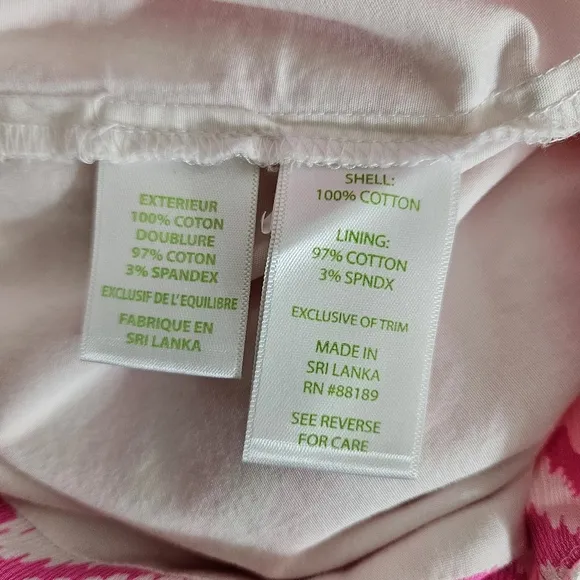 EXTERIEUR
100% COTON
DOUBLURE
97% COTON
3% SPANDEX
EXCLUSIF DE L'EQUILIBRE
FABRIQUE EN
SRI LANKA
SHELL:
100% COTTON
LINING:
97% COTTON
3% SPNDX
EXCLUSIVE OF TRIM
MADE IN
SRI LANKA
RN #88189
SEE REVERSE
FOR CARE